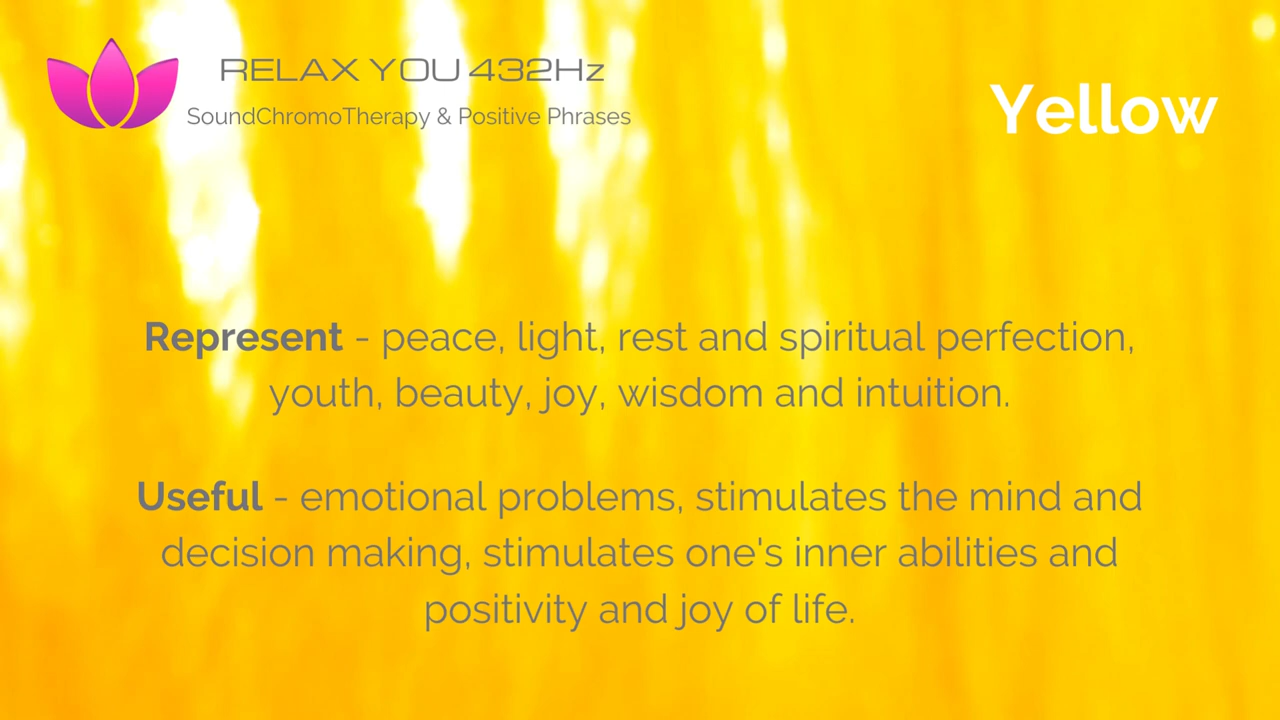 RELAX YOU 432Hz
SoundChromoTherapy & Positive Phrases
Yellow
Represent - peace, light, rest and spiritual perfection,
youth, beauty, joy, wisdom and intuition.
Useful - emotional problems, stimulates the mind and
decision making, stimulates one's inner abilities and
positivity and joy of life.